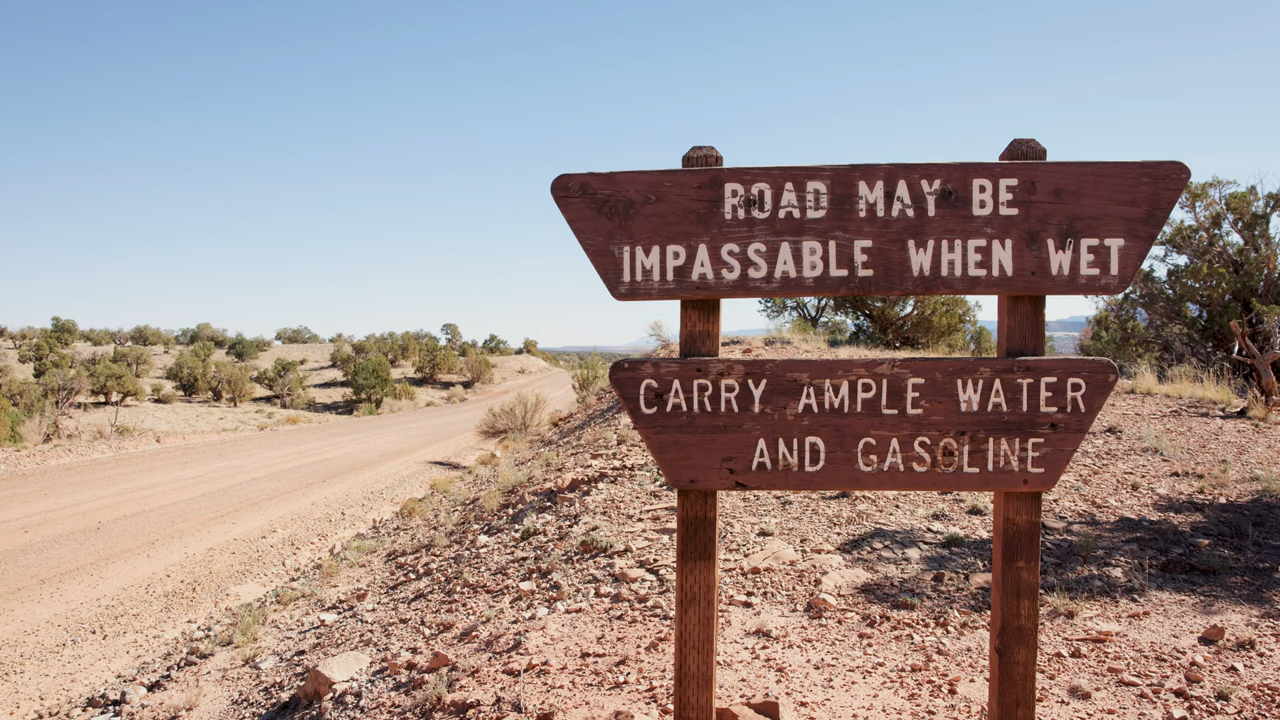 ROAD MAY BE
IMPASSABLE WHEN WET
CARRY AMPLE WATER
AND GASOLINE